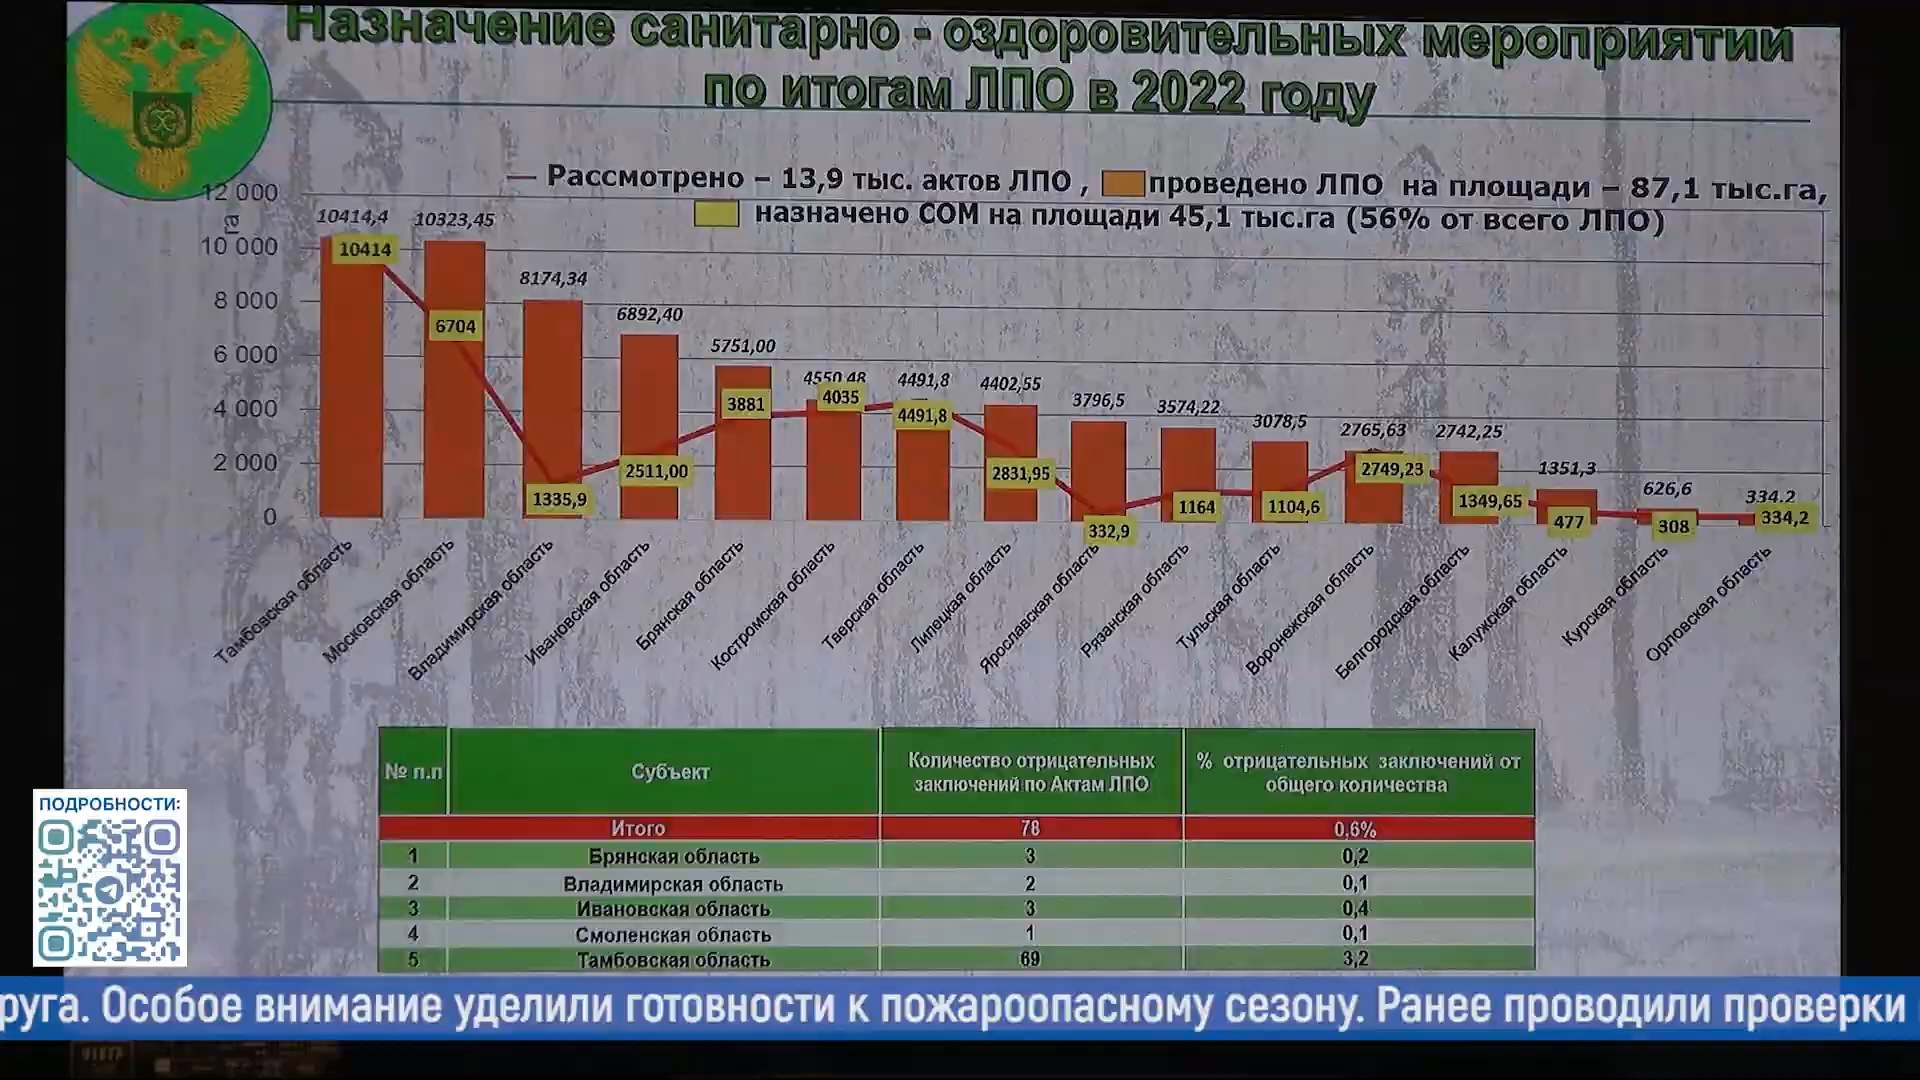 Назначение санитарно - оздоровительных мероприятий
по итогам ЛПО в 2022 году
Рассмотрено – 13,9 тыс. актов ЛПО , проведено ЛПО на площади – 87,1 тыс.га,
назначено СОМ на площади 45,1 тыс.га (56% от всего ЛПО)
га
12 000
10 000
8 000
6 000
4 000
2 000
0
10414,4
10323,45
8174,34
6892,40
5751,00
4550,48
4491,8
4402,55
3796,5
3574,22
3078,5
2765,63
2742,25
1351,3
626,6
334.2
10414
6704
1335,9
2511,00
3881
4035
4491,8
2831,95
332,9
1164
1104,6
2749,23
1349,65
477
308
334,2
Тамбовская область
Московская область
Владимирская область
Ивановская область
Брянская область
Костромская область
Тверская область
Липецкая область
Ярославская область
Рязанская область
Тульская область
Воронежская область
Белгородская область
Калужская область
Курская область
Орловская область
№ п.п Субъект Количество отрицательных заключений по Актам ЛПО % отрицательных заключений от общего количества
Итого 78 0,6%
1 Брянская область 3 0,2
2 Владимирская область 2 0,1
3 Ивановская область 3 0,4
4 Смоленская область 1 0,1
5 Тамбовская область 69 3,2
ПОДРОБНОСТИ:
руга. Особое внимание уделили готовности к пожароопасному сезону. Ранее проводили проверки